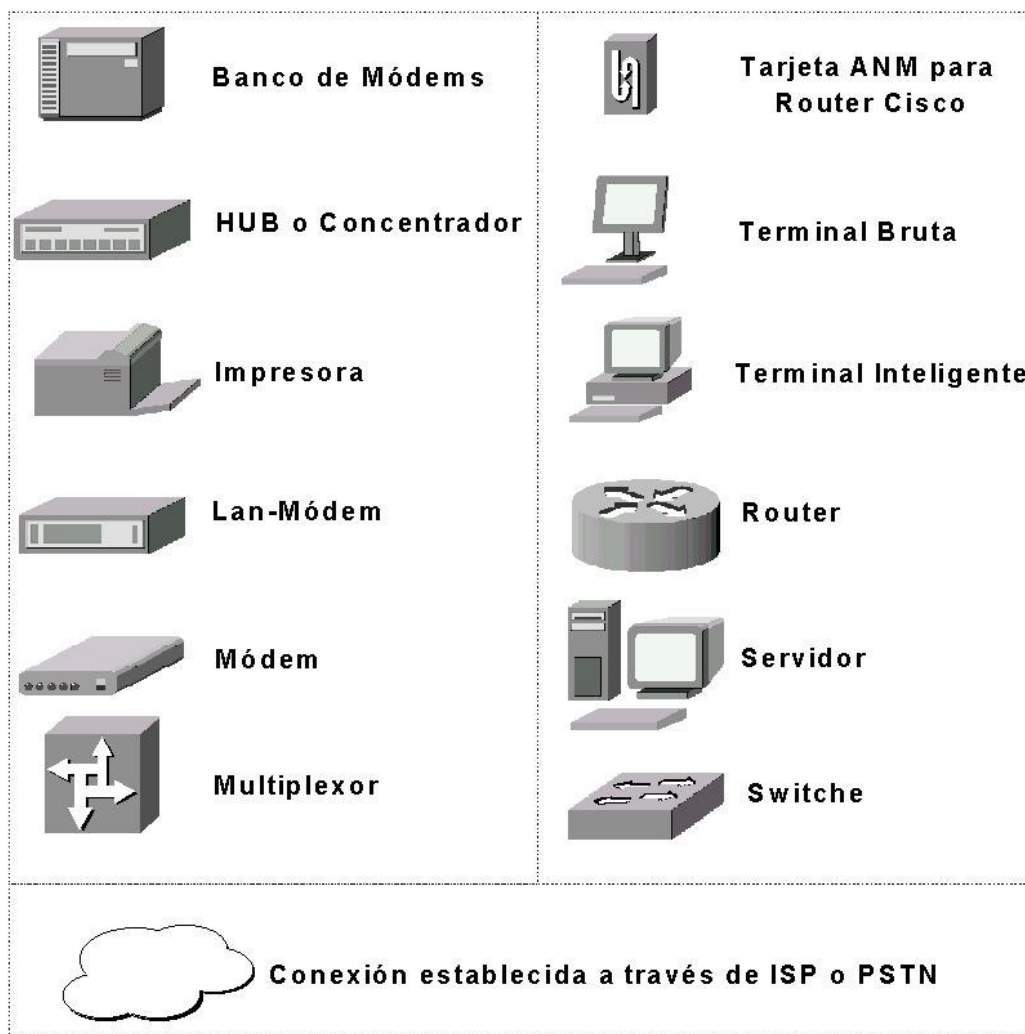 Banco de Módems
HUB o Concentrador
Impresora
Lan-Módem
Módem
Multiplexor
Tarjeta ANM para
Router Cisco
Terminal Bruta
Terminal Inteligente
Router
Servidor
Switche
Conexión establecida a través de ISP o PSTN